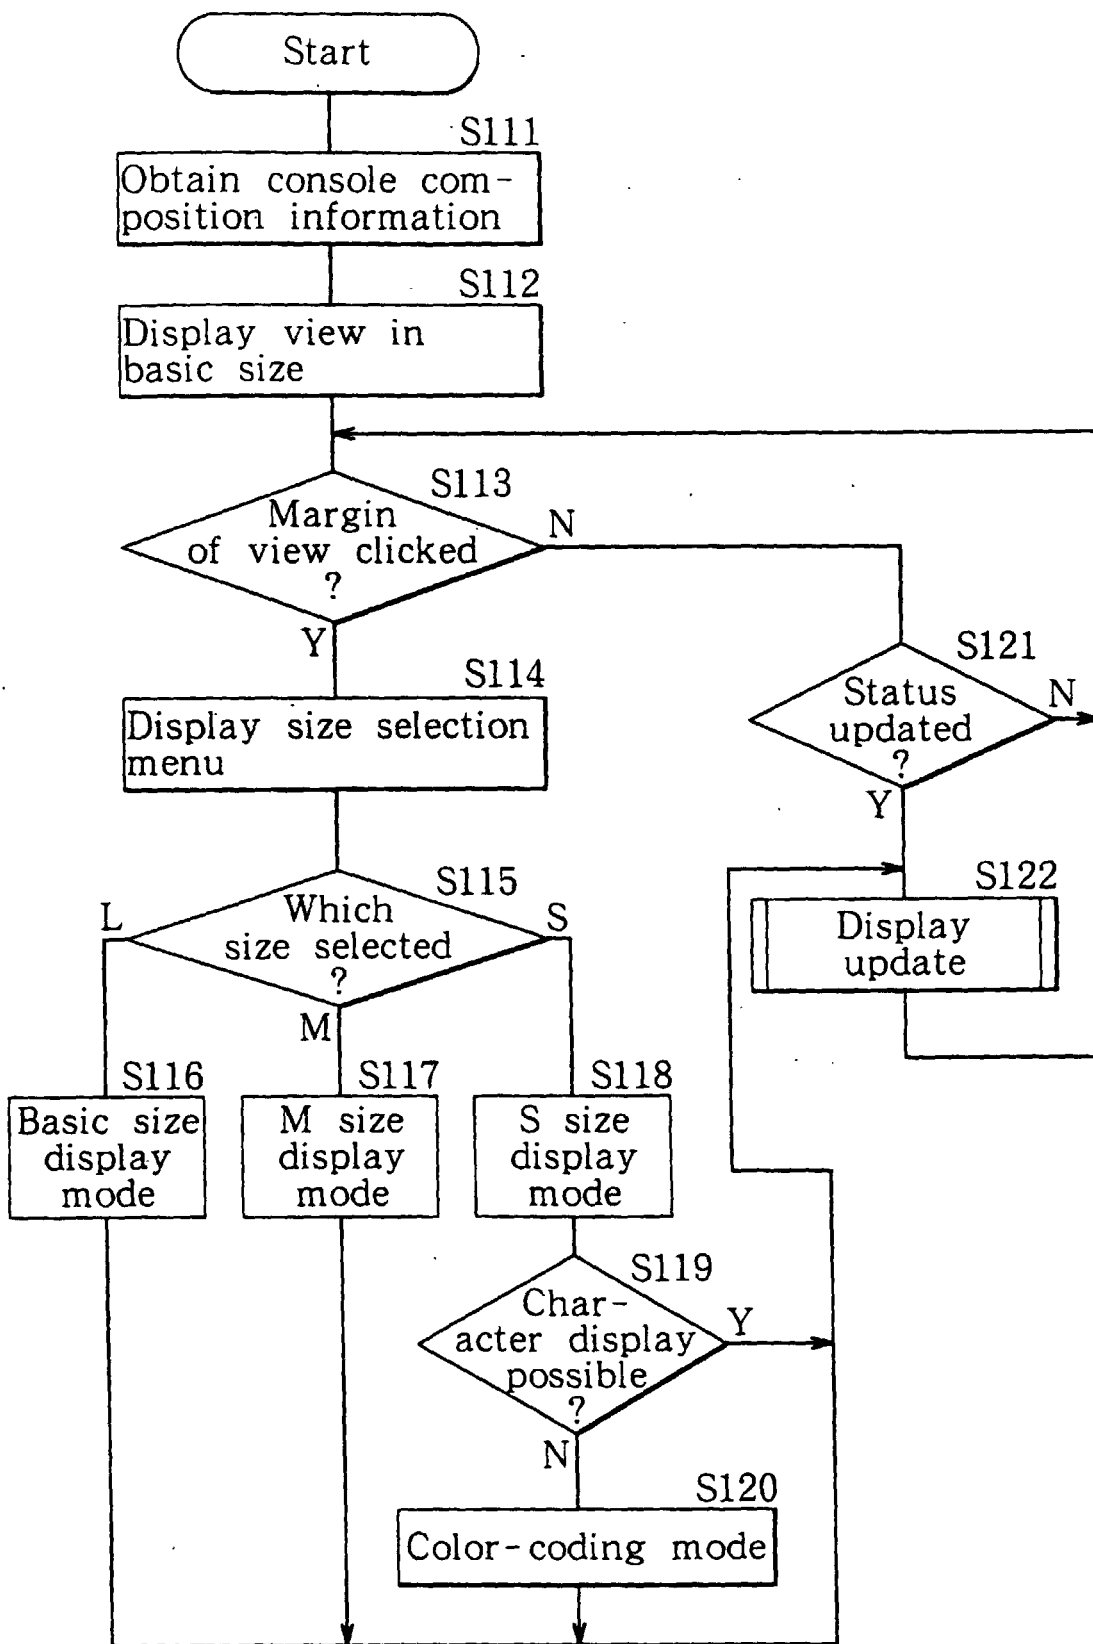 Start
S111
Obtain console com-
position information
S112
Display view in
basic size
S113
Margin
of view clicked
?
N
Y
S114
Display size selection
menu
S121
Status
updated
?
N
Y
S115
Which
size selected
?
L
S
M
S122
Display
update
S116
Basic size
display
mode
S117
M size
display
mode
S118
S size
display
mode
S119
Char-
acter display
possible
?
Y
N
S120
Color-coding mode